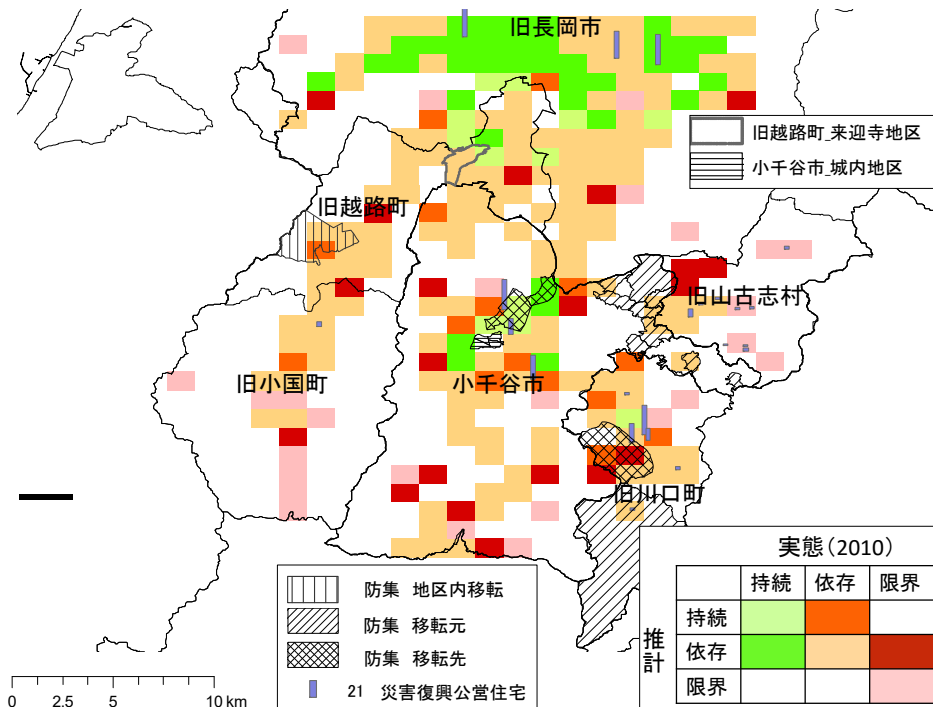 旧長岡市
旧越路町_来迎寺地区
小千谷市_城内地区
旧越路町
旧山古志村
旧小国町
小千谷市
旧川口町
防集 地区内移転
防集 移転元
防集 移転先
21 災害復興公営住宅
実態(2010)
持続 依存 限界
推計
持続
依存
限界
0 2.5 5 10 km